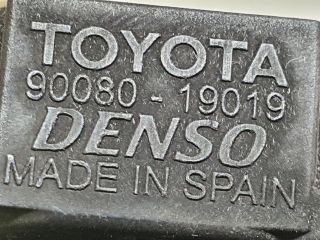 TOYOTA
90080 - 19019
DENSO
MADE IN SPAIN